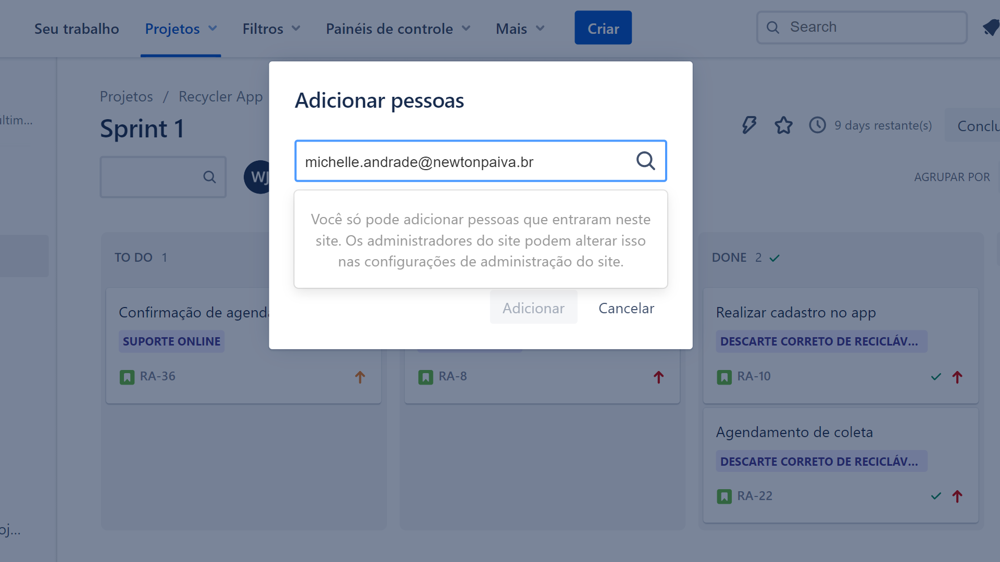 Seu trabalho Projetos Filtros Painéis de controle Mais Criar Search
Adicionar pessoas
michelle.andrade@newtonpaiva.br
Você só pode adicionar pessoas que entraram neste
site. Os administradores do site podem alterar isso
nas configurações de administração do site.
Adicionar Cancelar
Projetos / Recycler App
Sprint 1
9 days restante(s)
WJ
AGRUPAR POR
TO DO 1
Confirmação de
SUPORTE ONLINE
RA-36
RA-8
DONE 2
Realizar cadastro no app
DESCARTE CORRETO DE RECICLÁV...
RA-10
Agendamento de coleta
DESCARTE CORRETO DE RECICLÁV...
RA-22